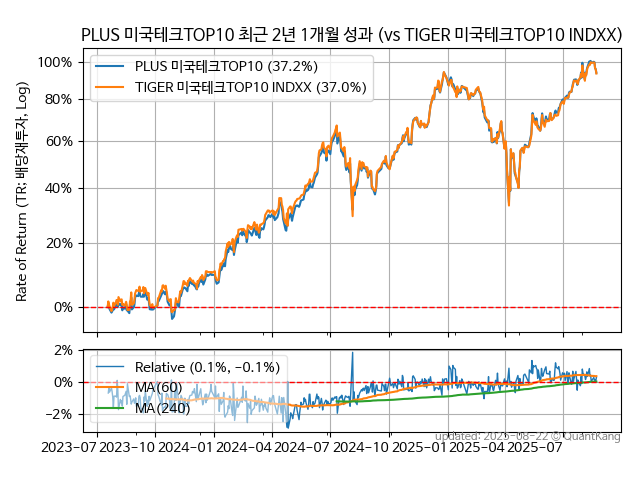 PLUS 미국테크TOP10 최근 2년 1개월 성과 (vs TIGER 미국테크TOP10 INDXX)
Rate of Return (TR: 배당재투자, Log)
100%
80%
60%
40%
20%
0%
PLUS 미국테크TOP10 (37.2%)
TIGER 미국테크TOP10 INDXX (37.0%)
2%
0%
−2%
Relative (0.1%, −0.1%)
MA(60)
MA(240)
updated: 2025-08-22 © QuantKang
2023−07 2023−10 2024−01 2024−04 2024−07 2024−10 2025−01 2025−04 2025−07